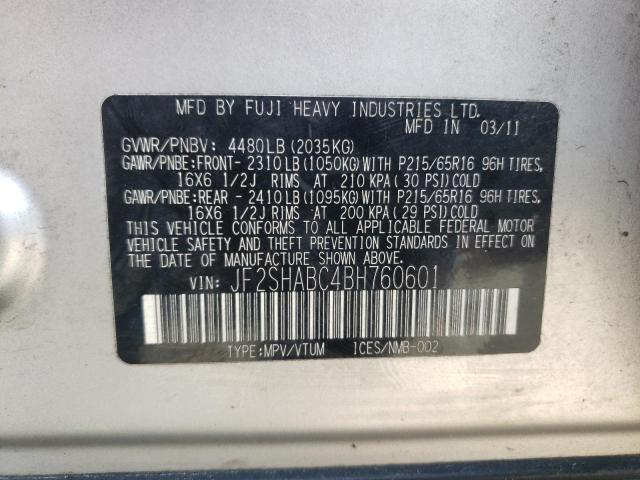 MFD BY FUJI HEAVY INDUSTRIES LTD.
MFD IN 03/11
GVWR/PNBV: 4480LB (2035KG)
GAWR/PNBE:FRONT- 2310LB (1050KG) WITH P215/65R16 96H TIRES,
16X6 1/2J RIMS AT 210 KPA (30 PSI) COLD
GAWR/PNBE:REAR - 2410LB (1095KG) WITH P215/65R16 96H TIRES,
16X6 1/2J RIMS AT 200 KPA (29 PSI) COLD
THIS VEHICLE CONFORMS TO ALL APPLICABLE FEDERAL MOTOR
VEHICLE SAFETY AND THEFT PREVENTION STANDARDS IN EFFECT ON
THE DATE OF MANUFACTURE SHOWN ABOVE.
VIN: JF2SHABC4BH760601
TYPE:MPV/VTUM ICES/NMB-002